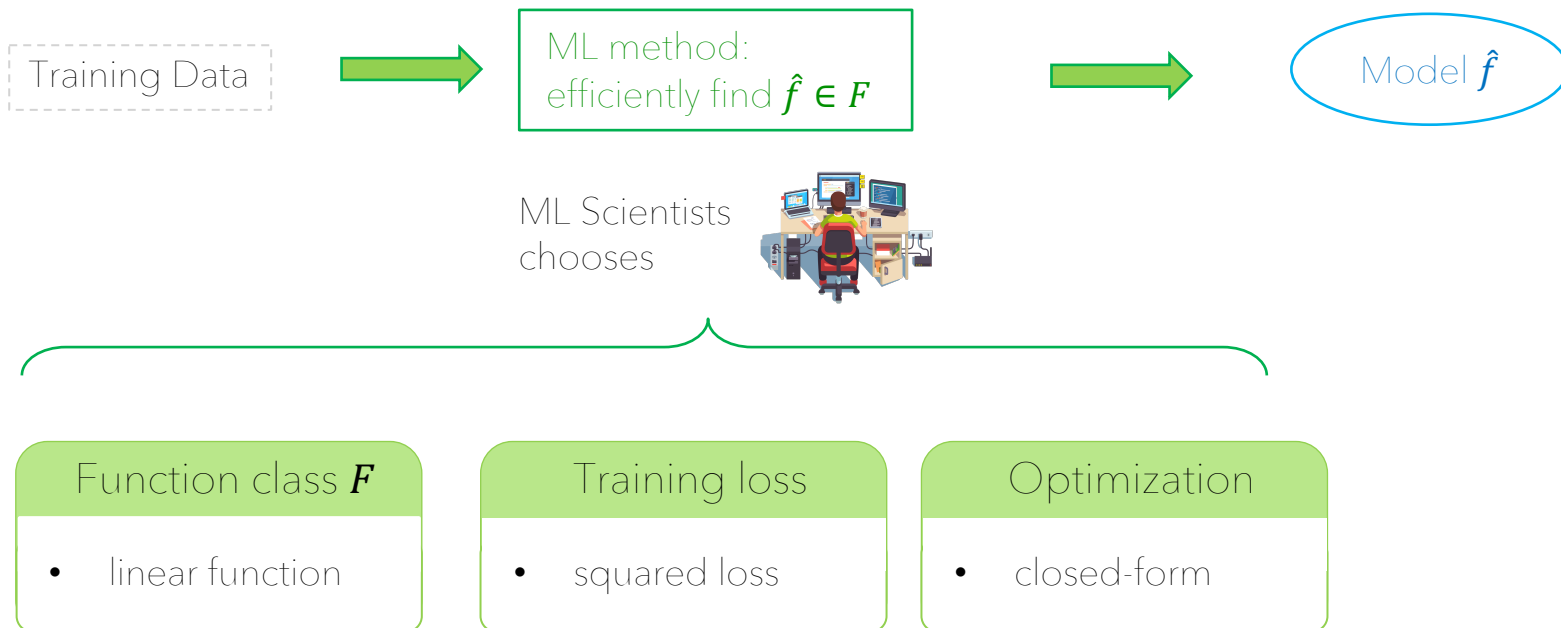 Training Data
ML method:
efficiently find f̂ ∈ F
Model f̂
ML Scientists
chooses
Function class F
• linear function
Training loss
• squared loss
Optimization
• closed-form